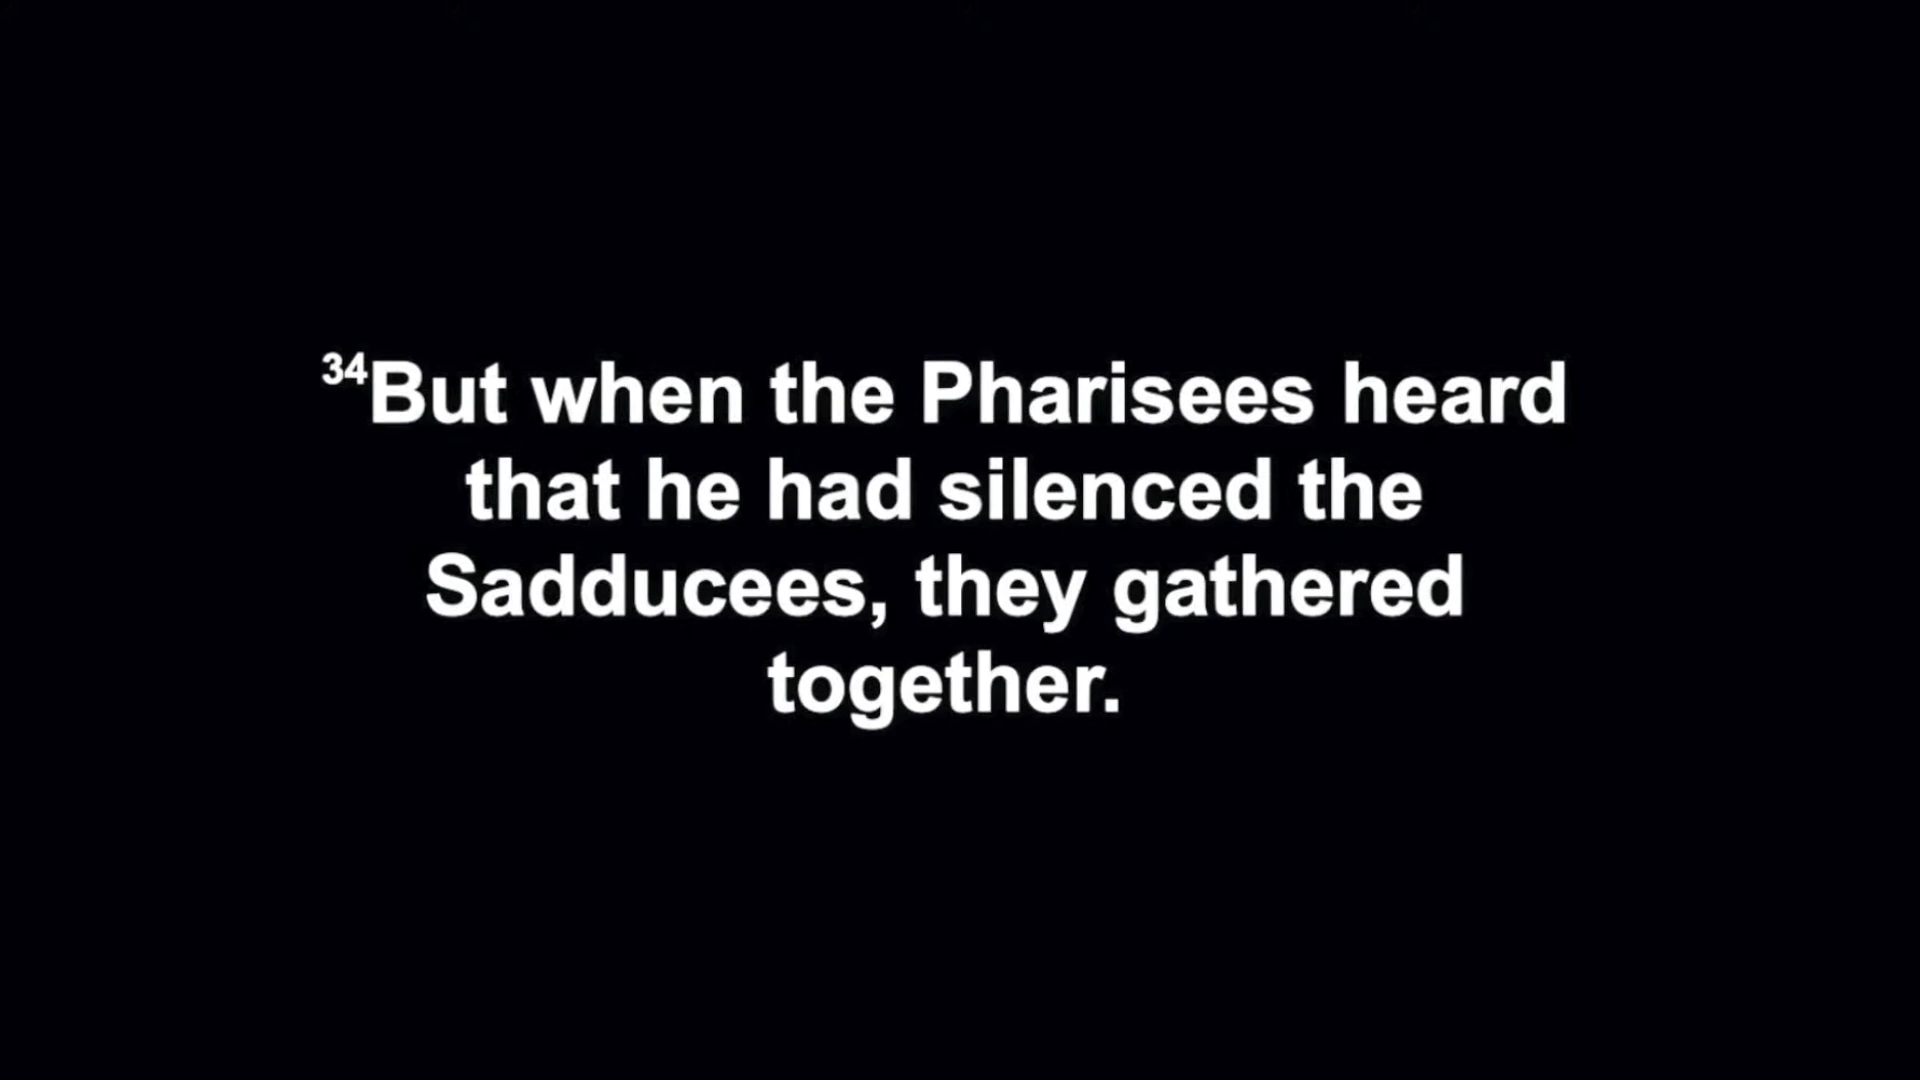 34But when the Pharisees heard
that he had silenced the
Sadducees, they gathered
together.